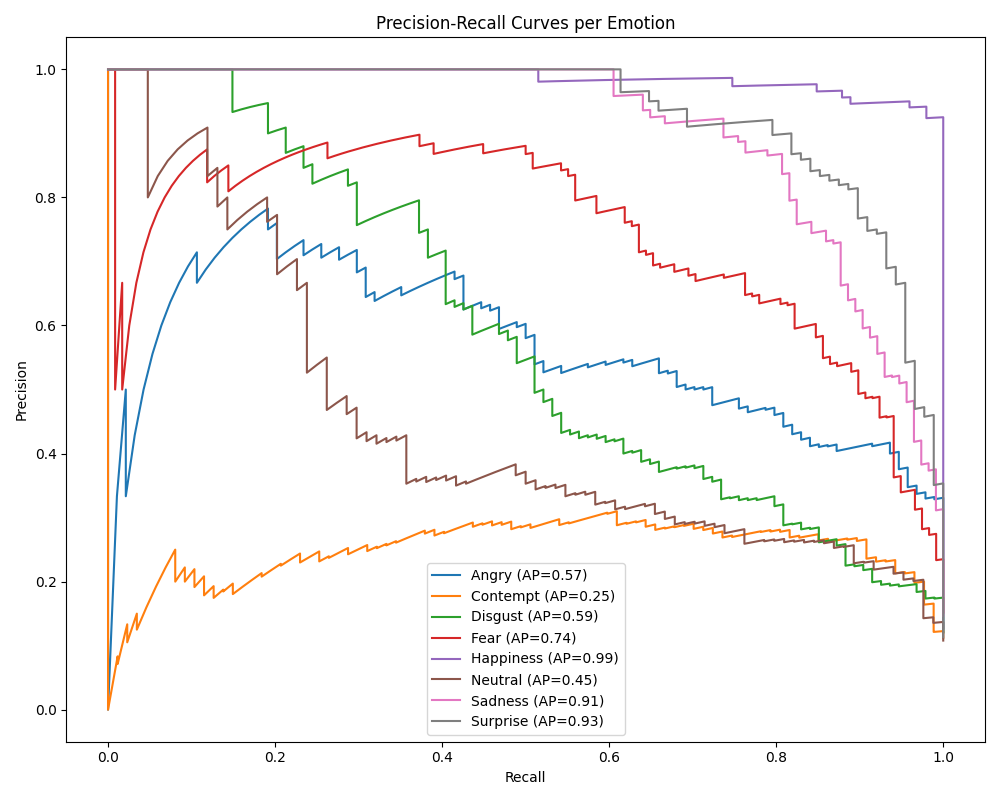 Precision-Recall Curves per Emotion
1.0
0.8
0.6
0.4
0.2
0.0
Precision
Angry (AP=0.57)
Contempt (AP=0.25)
Disgust (AP=0.59)
Fear (AP=0.74)
Happiness (AP=0.99)
Neutral (AP=0.45)
Sadness (AP=0.91)
Surprise (AP=0.93)
0.0 0.2 0.4 0.6 0.8 1.0
Recall